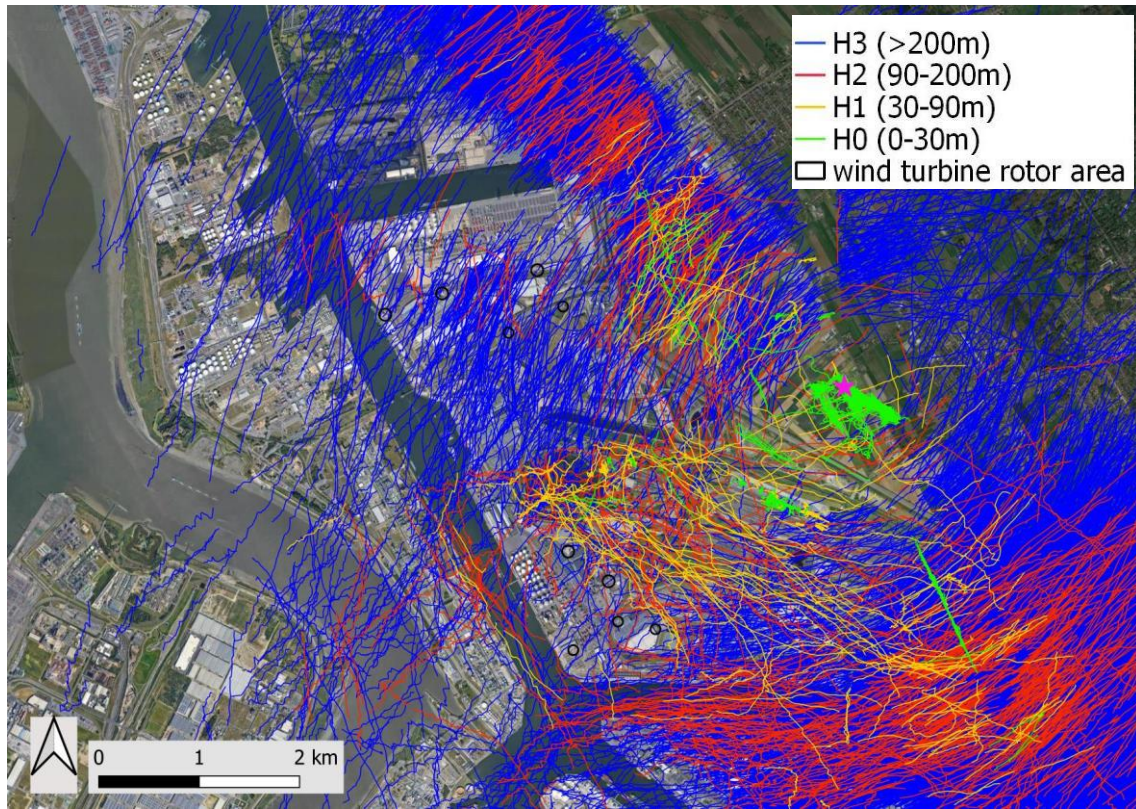 H3 (>200m)
H2 (90-200m)
H1 (30-90m)
H0 (0-30m)
wind turbine rotor area
0 1 2 km